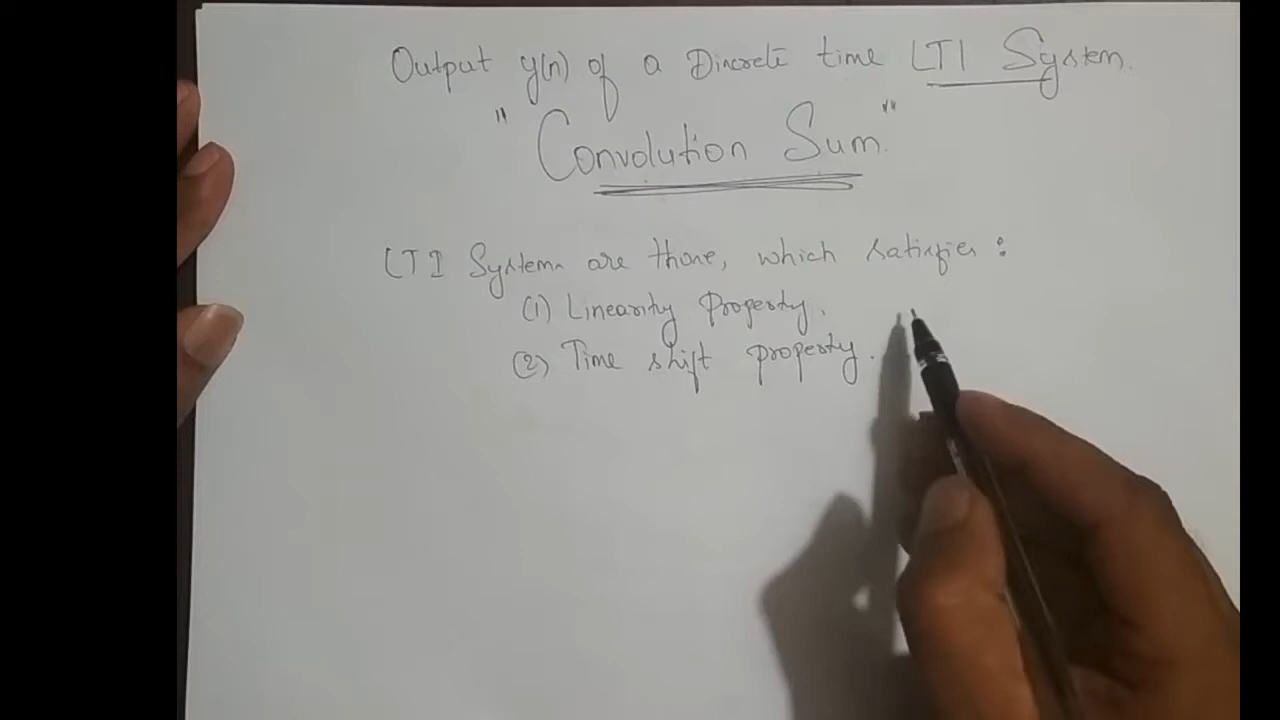 Output y(n) of a Discrete time LTI System.
"Convolution Sum"
LTI System are those, which satisfies :
(1) Linearity Property.
(2) Time shift property.